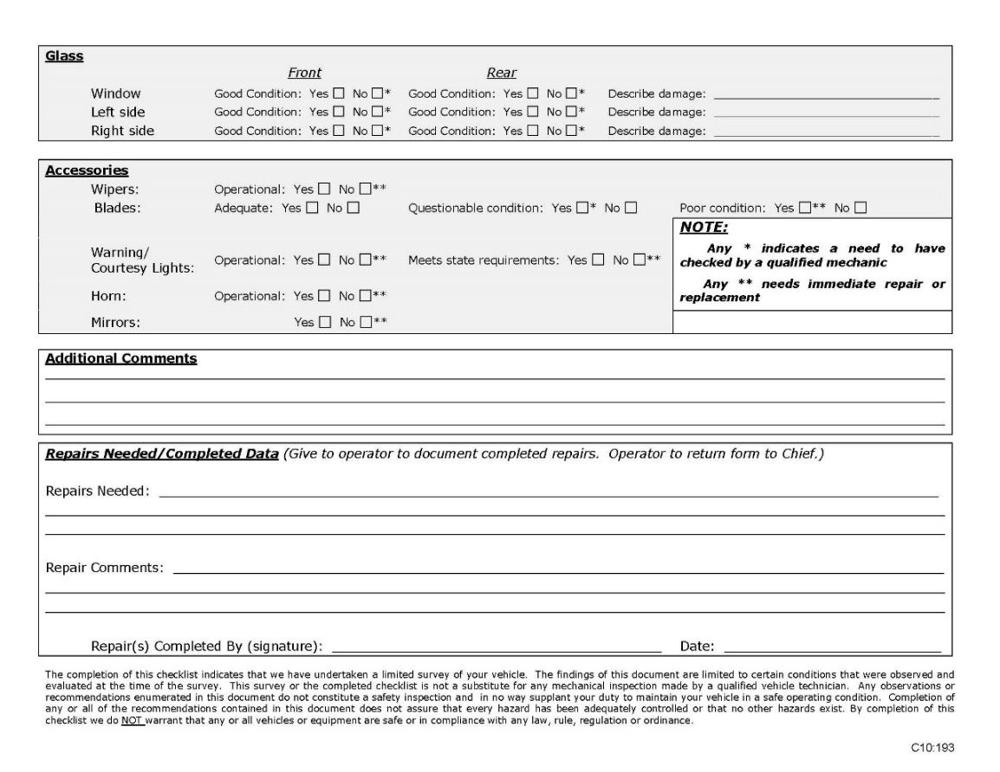 Glass
Front Rear
Window Good Condition: Yes ☐ No ☐* Good Condition: Yes ☐ No ☐* Describe damage: ____
Left side Good Condition: Yes ☐ No ☐* Good Condition: Yes ☐ No ☐* Describe damage: ____
Right side Good Condition: Yes ☐ No ☐* Good Condition: Yes ☐ No ☐* Describe damage: ____
Accessories
Wipers: Operational: Yes ☐ No ☐**
Blades: Adequate: Yes ☐ No ☐ Questionable condition: Yes ☐* No ☐ Poor condition: Yes ☐** No ☐
NOTE:
Any * indicates a need to have
checked by a qualified mechanic
Any ** needs immediate repair or
replacement
Warning/
Courtesy Lights: Operational: Yes ☐ No ☐** Meets state requirements: Yes ☐ No ☐**
Horn: Operational: Yes ☐ No ☐**
Mirrors: Yes ☐ No ☐**
Additional Comments
Repairs Needed/Completed Data (Give to operator to document completed repairs. Operator to return form to Chief.)
Repairs Needed: ____
Repair Comments: ____
Repair(s) Completed By (signature): ____ Date: ____
The completion of this checklist indicates that we have undertaken a limited survey of your vehicle. The findings of this document are limited to certain conditions that were observed and
evaluated at the time of the survey. This survey or the completed checklist is not a substitute for any mechanical inspection made by a qualified vehicle technician. Any observations or
recommendations enumerated in this document do not constitute a safety inspection and in no way supplant your duty to maintain your vehicle in a safe operating condition. Completion of
any or all of the recommendations contained in this document does not assure that every hazard has been adequately controlled or that no other hazards exist. By completion of this
checklist we do NOT warrant that any or all vehicles or equipment are safe or in compliance with any law, rule, regulation or ordinance.
C10:193